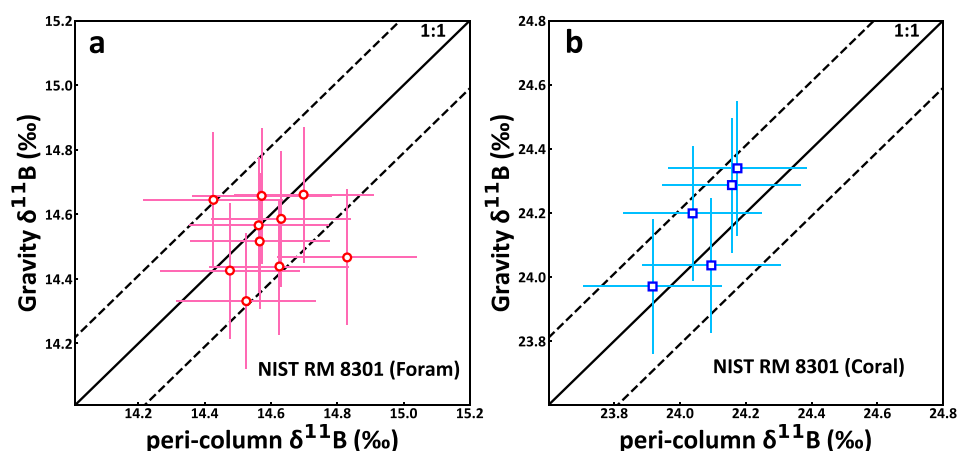 a
1:1
15.2
15.0
14.8
14.6
14.4
14.2
Gravity δ¹¹B (‰)
NIST RM 8301 (Foram)
14.2 14.4 14.6 14.8 15.0 15.2
peri-column δ¹¹B (‰)
b
1:1
24.8
24.6
24.4
24.2
24.0
23.8
Gravity δ¹¹B (‰)
NIST RM 8301 (Coral)
23.8 24.0 24.2 24.4 24.6 24.8
peri-column δ¹¹B (‰)